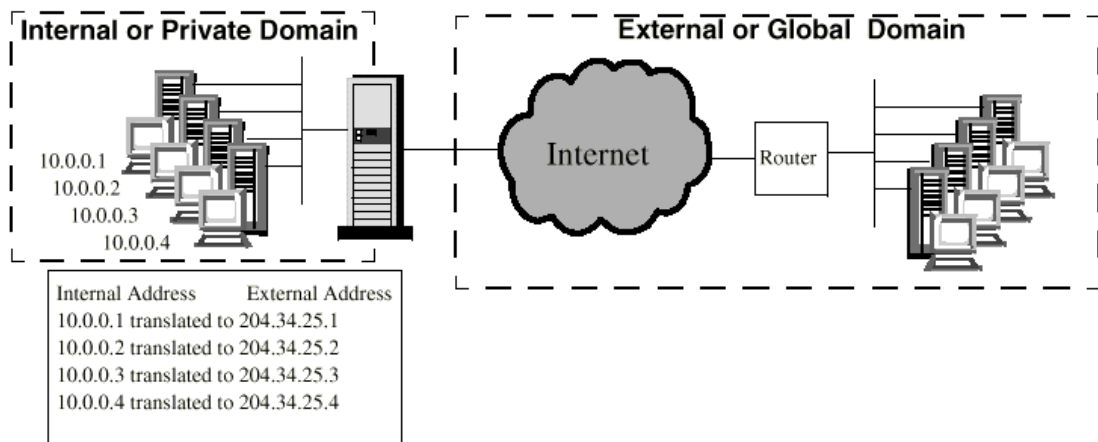 Internal or Private Domain
External or Global Domain
10.0.0.1
10.0.0.2
10.0.0.3
10.0.0.4
Internet
Router
Internal Address External Address
10.0.0.1 translated to 204.34.25.1
10.0.0.2 translated to 204.34.25.2
10.0.0.3 translated to 204.34.25.3
10.0.0.4 translated to 204.34.25.4